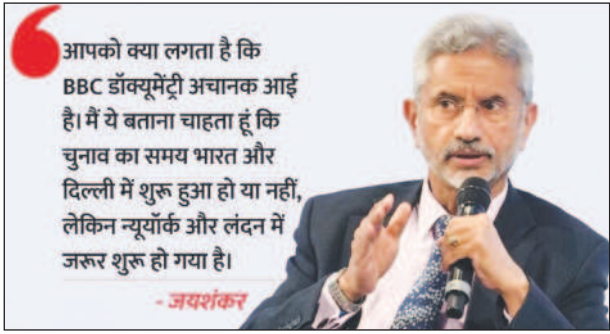 आपको क्या लगता है कि
BBC डॉक्यूमेंट्री अचानक आई
है। मैं ये बताना चाहता हूं कि
चुनाव का समय भारत और
दिल्ली में शुरू हुआ हो या नहीं,
लेकिन न्यूयॉर्क और लंदन में
जरूर शुरू हो गया है।
- जयशंकर